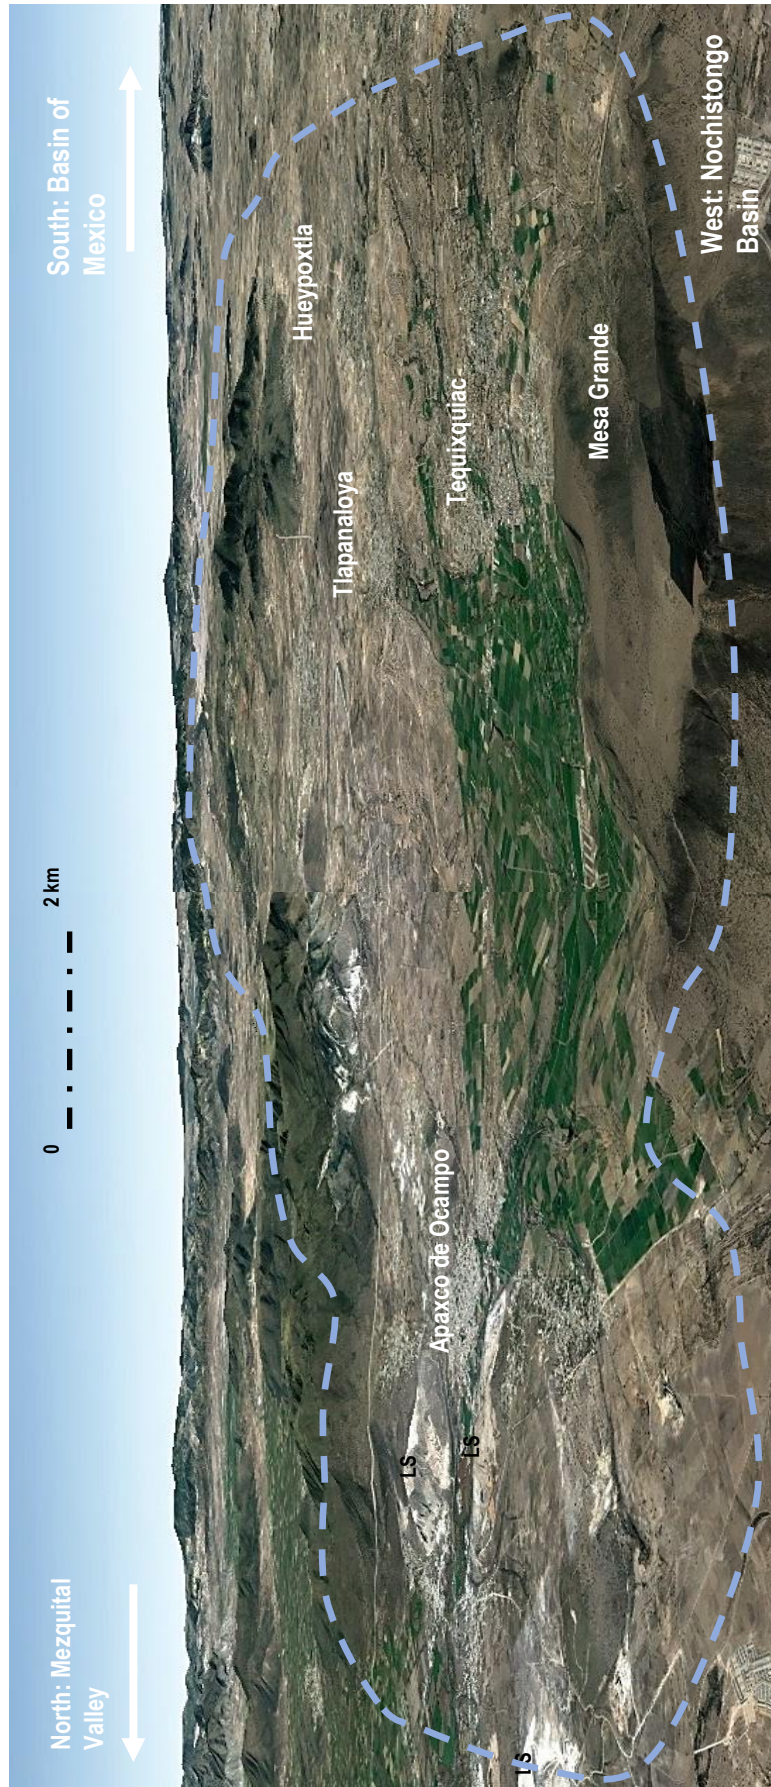 North: Mezquital
Valley
0
2 km
South: Basin of
Mexico
Hueypoxtla
Tlapanaloya
Tequixquiac
Apaxco de Ocampo
LS
LS
Mesa Grande
LS
West: Nochistongo
Basin